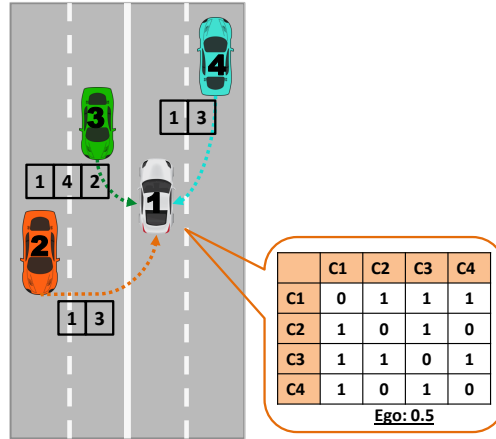 4
3
1 3
1 4 2
1
2
1 3
C1 C2 C3 C4
C1 0 1 1 1
C2 1 0 1 0
C3 1 1 0 1
C4 1 0 1 0
Ego: 0.5